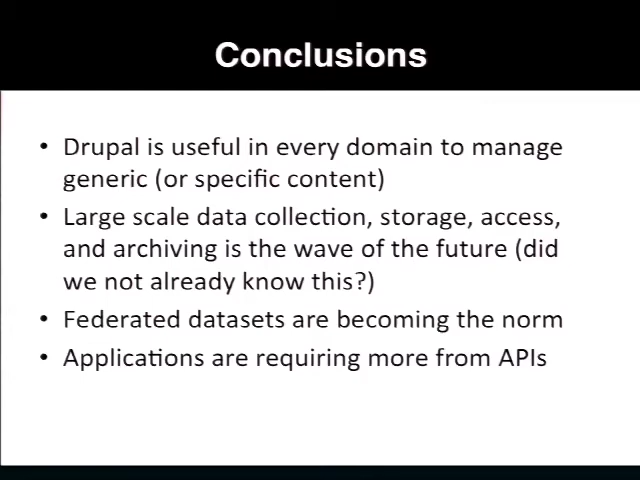 Conclusions
• Drupal is useful in every domain to manage
generic (or specific content)
• Large scale data collection, storage, access,
and archiving is the wave of the future (did
we not already know this?)
• Federated datasets are becoming the norm
• Applications are requiring more from APIs